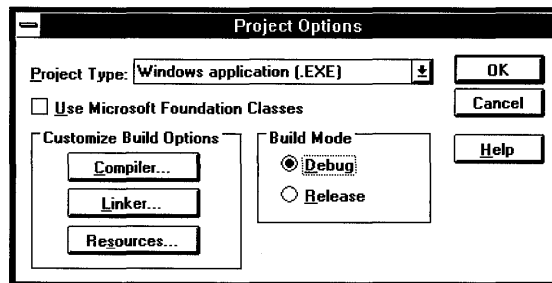 Project Options
Project Type: Windows application (.EXE)
OK
Use Microsoft Foundation Classes
Cancel
Customize Build Options
Build Mode
Help
Compiler...
Debug
Linker...
Release
Resources...